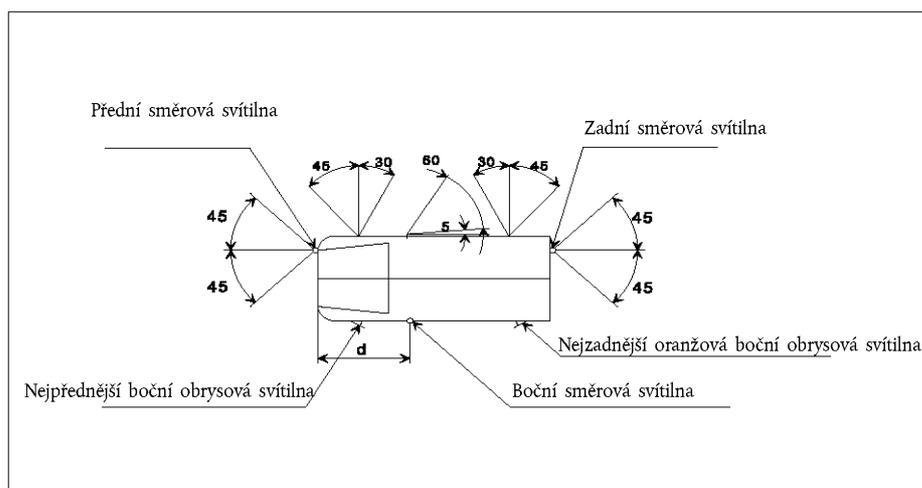 Přední směrová svítilna
Zadní směrová svítilna
45 30 60 30 45
45 5 45
45 45
d
Nejzadnější oranžová boční obrysová svítilna
Nejpřednější boční obrysová svítilna
Boční směrová svítilna